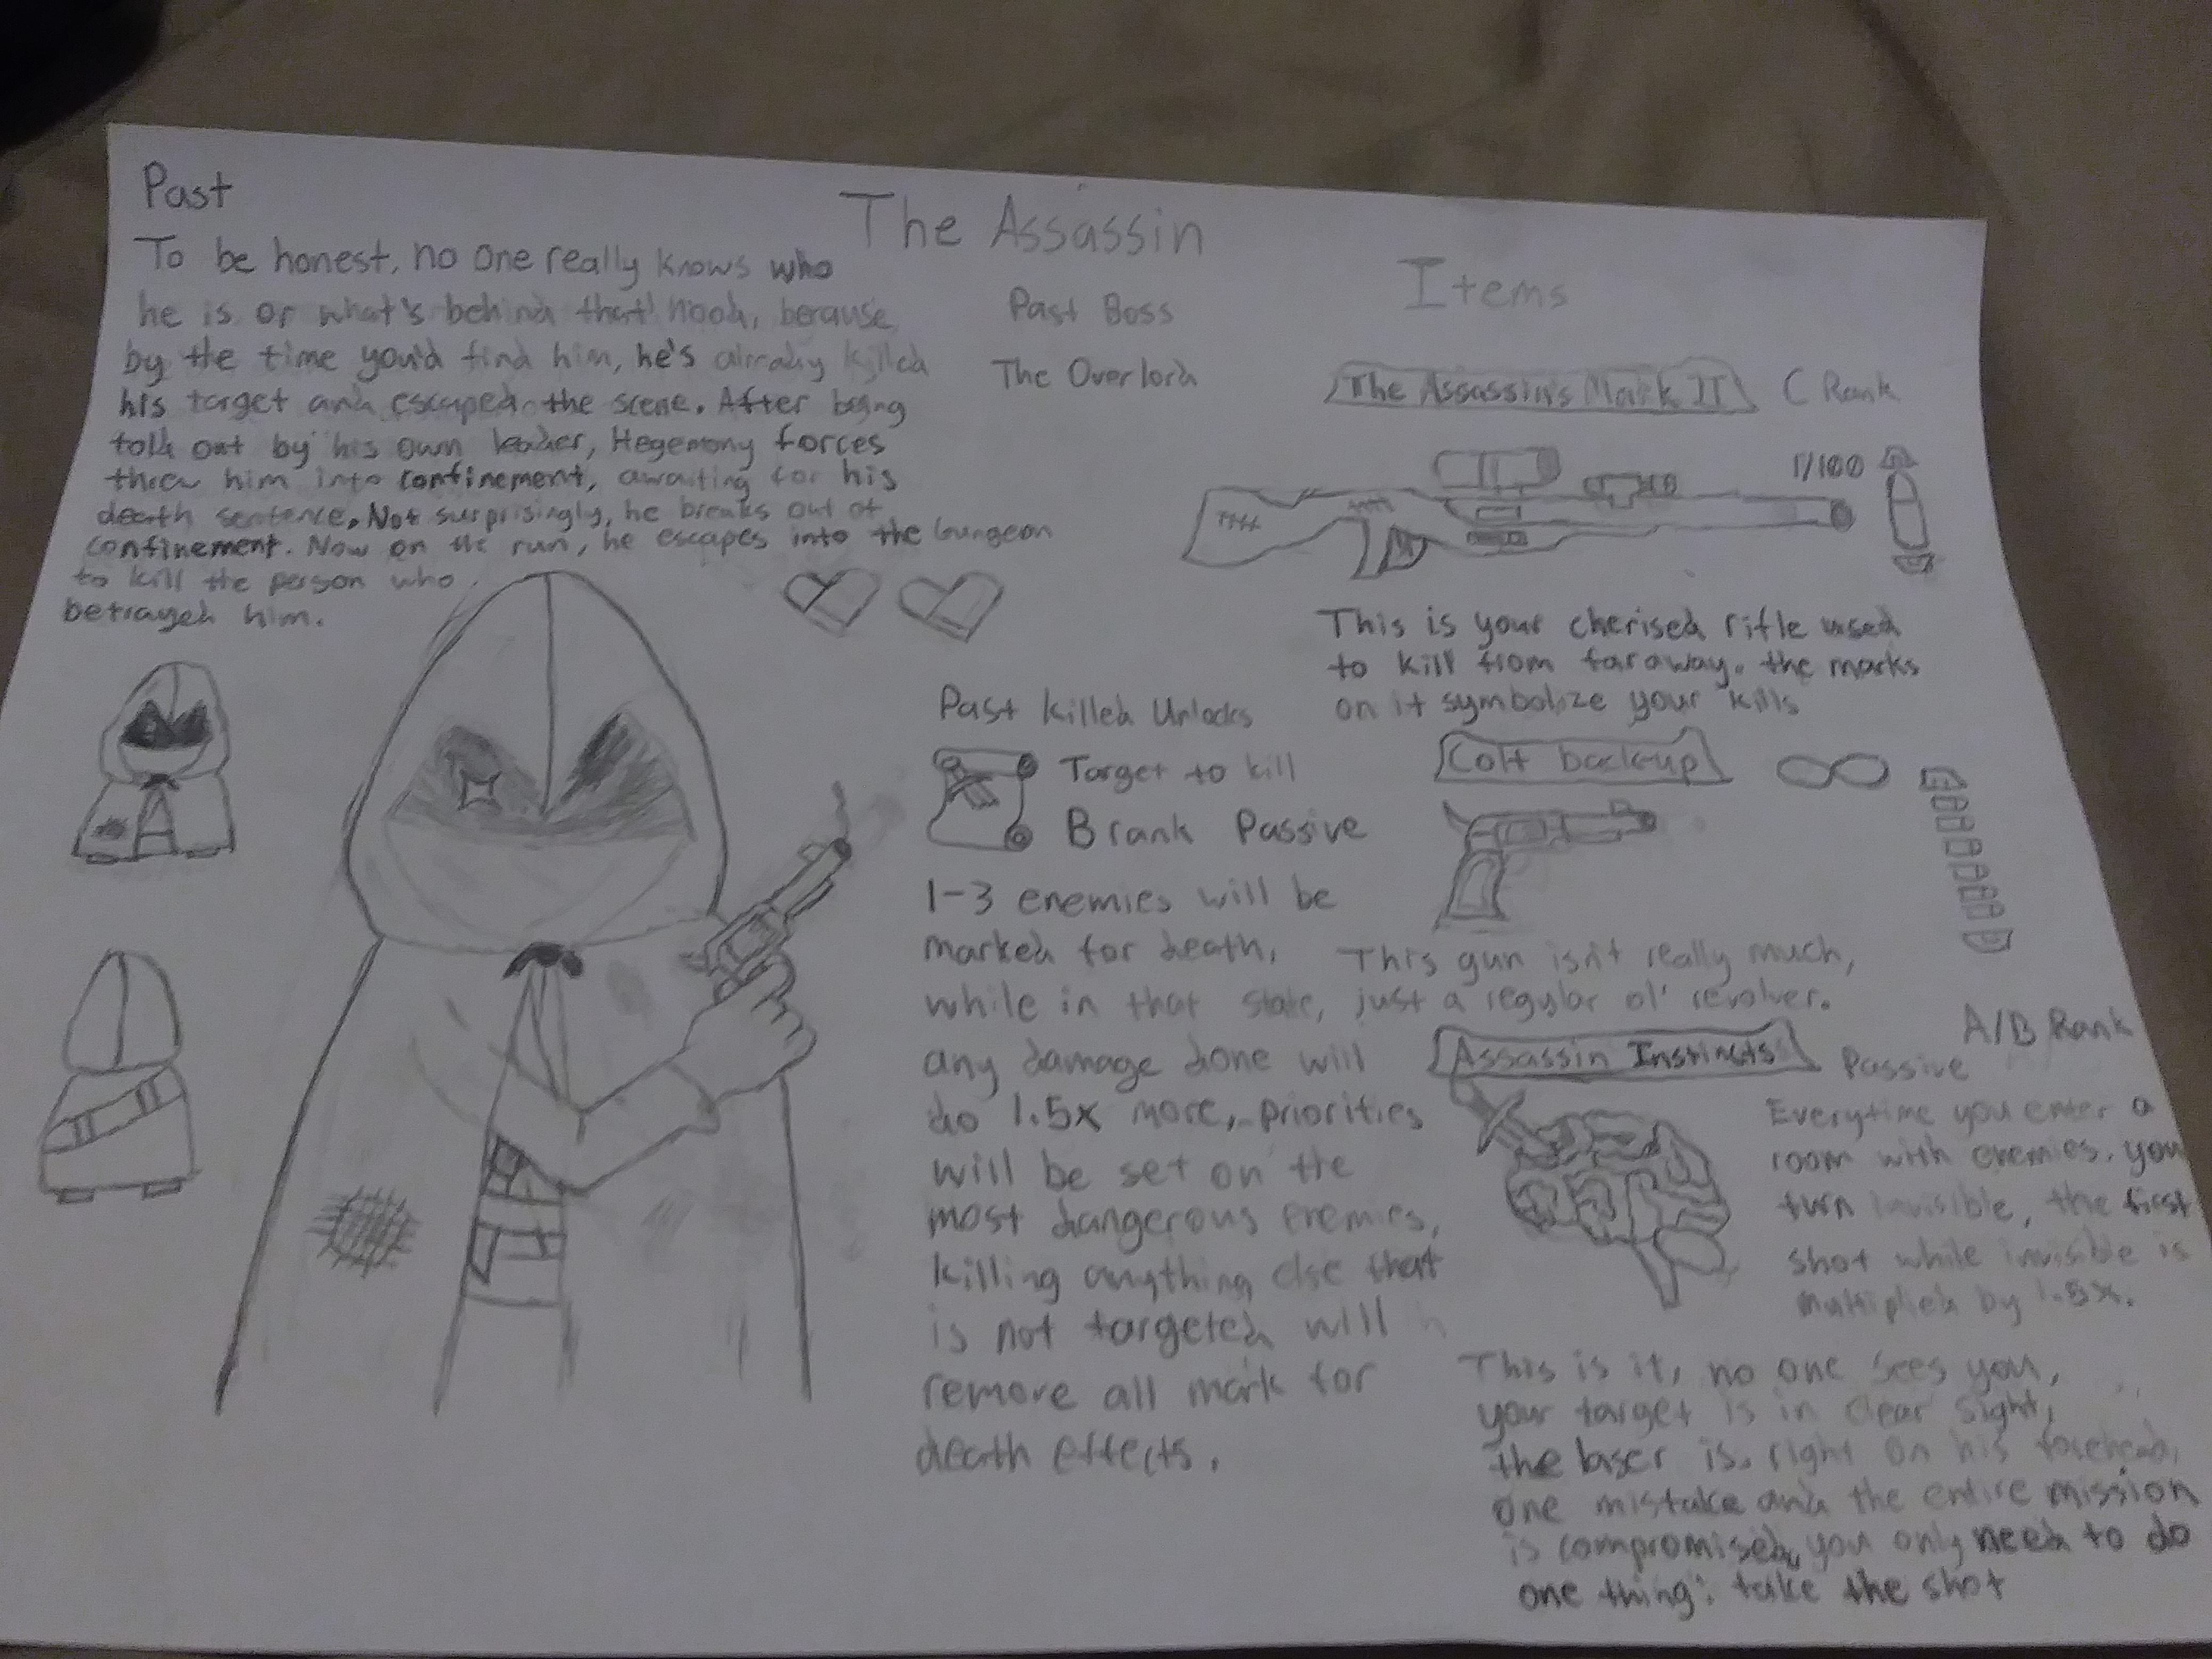 The Assassin
Past
To be honest, no one really knows who
he is or what's behind that hood, because
by the time you'd find him, he's already killed
his target and escaped the scene. After being
told out by his own leader, Hegemony forces
threw him into confinement, awaiting for his
death sentence. Not surprisingly, he breaks out of
confinement. Now on the run, he escapes into the Gungeon
to kill the person who
betrayed him.
Past Boss
The Overlord
Past killed Unlocks
Target to kill
B rank Passive
1-3 enemies will be
marked for death,
while in that state,
any damage done will
do 1.5x more, priorities
will be set on the
most dangerous enemies,
killing anything else that
is not targeted will
remove all mark for
death effects.
Items
The Assassin's Mark II
C Rank
1/100
This is your cherised rifle used
to kill from faraway. the marks
on it symbolize your kills
Colt backup
∞
This gun isn't really much,
just a regular ol' revolver.
Assassin Instincts
Passive
A/B Rank
Everytime you enter a
room with enemies, you
turn invisible, the first
shot while invisible is
multiplied by 1.5x.
This is it, no one sees you,
your target is in clear sight,
the laser is right on his forehead,
one mistake and the entire mission
is compromised, you only need to do
one thing: take the shot